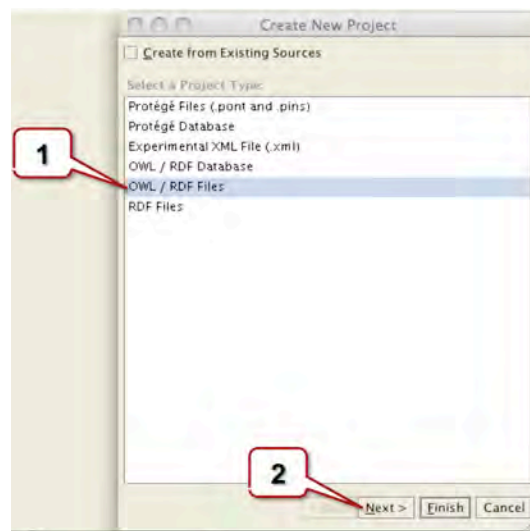 Create New Project
Create from Existing Sources
Select a Project Type:
Protégé Files (.pont and .pins)
Protégé Database
Experimental XML File (.xml)
OWL / RDF Database
1
OWL / RDF Files
RDF Files
2
Next > Finish Cancel